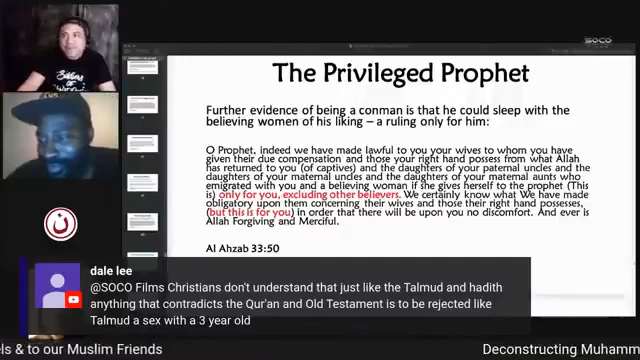 SOCO
The Privileged Prophet
Further evidence of being a conman is that he could sleep with the
believing women of his liking – a ruling only for him:
O Prophet, indeed we have made lawful to you your wives to whom you have
given their due compensation and those your right hand possess from what Allah
has returned to you (of captives) and the daughters of your paternal uncles and the
daughters of your maternal uncles and the daughters of your maternal aunts who
emigrated with you and a believing woman if she gives herself to the prophet (This
is) only for you, excluding other believers. We certainly know what We have made
obligatory upon them concerning their wives and those their right hand possesses,
(but this is for you) in order that there will be upon you no discomfort. And ever is
Allah Forgiving and Merciful.
Al Ahzab 33:50
ن
dale lee
@SOCO Films Christians don't understand that just like the Talmud and hadith
anything that contradicts the Qur'an and Old Testament is to be rejected like
Talmud a sex with a 3 year old
els & to our Muslim Friends
Deconstructing Muhamm